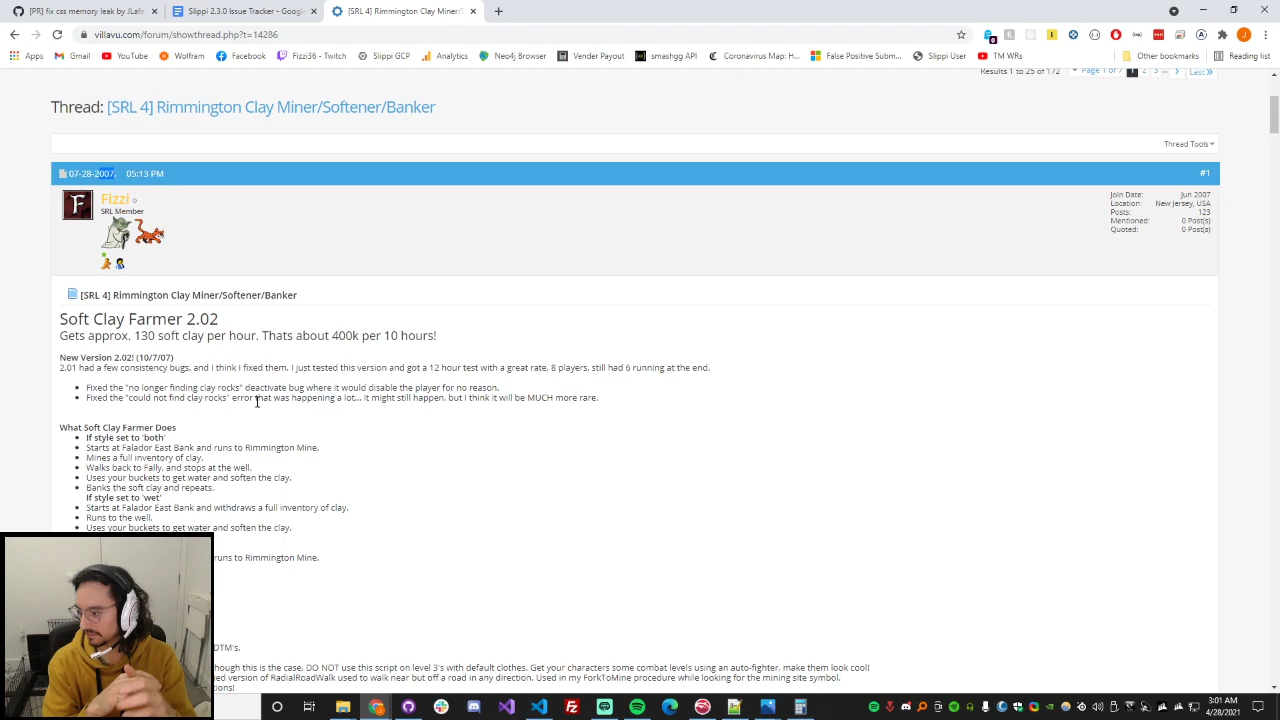 [PR] fix css memory leak by JLafe
Slippi 2.3.0 Issue Tracker - Google
[SRL 4] Rimmington Clay Miner/S
villavu.com/forum/showthread.php?t=14286
Apps
Gmail
YouTube
Wolfram
Facebook
Fizzi36 - Twitch
Slippi GCP
Analytics
Neo4j Browser
Vender Payout
smashgg API
Coronavirus Map: H...
False Positive Sub...
Slippi User
TM WRs
Other bookmarks
Reading list
Results 1 to 25 of 172
Page 1 of 7
1 2 3 ...
Last
Thread: [SRL 4] Rimmington Clay Miner/Softener/Banker
Thread Tools
07-28-2007, 05:13 PM
#1
Fizzi
SRL Member
Join Date: Jun 2007
Location: New Jersey, USA
Posts: 123
Mentioned: 0 Post(s)
Quoted: 0 Post(s)
[SRL 4] Rimmington Clay Miner/Softener/Banker
Soft Clay Farmer 2.02
Gets approx. 130 soft clay per hour. Thats about 400k per 10 hours!
New Version 2.02! (10/7/07)
2.01 had a few consistency bugs, and I think I fixed them. I just tested this version and got a 12 hour test with a great rate, 8 players, still had 6 running at the end.
Fixed the "no longer finding clay rocks" deactivate bug where it would disable the player for no reason.
Fixed the "could not find clay rocks" error that was happening a lot... It might still happen, but I think it will be MUCH more rare.
What Soft Clay Farmer Does
If style set to 'both'
Starts at Falador East Bank and runs to Rimmington Mine.
Mines a full inventory of clay.
Walks back to Fally, and stops at the well.
Uses your buckets to get water and soften the clay.
Banks the soft clay and repeats.
If style set to 'wet'
Starts at Falador East Bank and withdraws a full inventory of clay.
Runs to the well.
Uses your buckets to get water and soften the clay.
runs to Rimmington Mine.
DTM's.
though this is the case, DO NOT use this script on level 3's with default clothes. Get your characters some combat levels using an auto-fighter, make them look cool!
ed version of RadialRoadWalk used to walk near but off a road in any direction. Used in my ForkToMine procedure while looking for the mining site symbol.
3:01 AM
4/28/2021